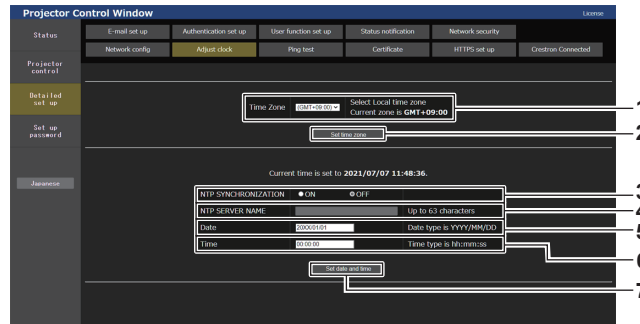 Projector Control Window
License
Status
E-mail set up
Authentication set up
User function set up
Status notification
Network security
Network config
Adjust clock
Ping test
Certificate
HTTPS set up
Crestron Connected
Projector
control
Detailed
set up
Set up
password
Japanese
Time Zone
(GMT+09:00)
Select Local time zone
Current zone is GMT+09:00
1
Set time zone
2
Current time is set to 2021/07/07 11:48:36.
NTP SYNCHRONIZATION
ON
OFF
3
NTP SERVER NAME
Up to 63 characters
4
Date
20XX/01/01
Date type is YYYY/MM/DD
5
Time
00:00:00
Time type is hh:mm:ss
6
Set date and time
7